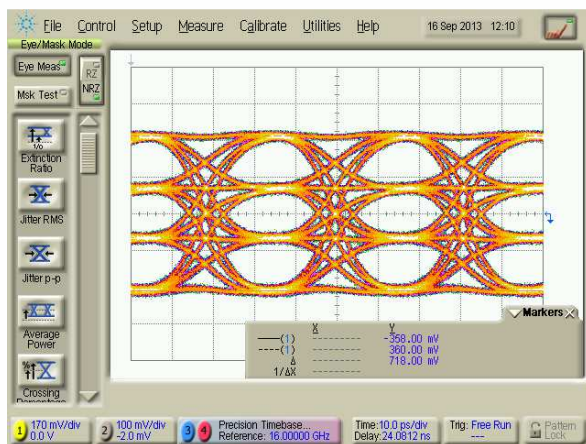 File Control Setup Measure Calibrate Utilities Help 16 Sep 2013 12:10
Eye/Mask Mode
Eye Meas
RZ
NRZ
Msk Test
Extinction
Ratio
Jitter RMS
Jitter p-p
Average
Power
Crossing
Markers
X Y
(1) -------- -358.00 mV
(1) -------- 360.00 mV
Δ -------- 718.00 mV
1/ΔX --------
1 170 mV/div
0.0 V
2 100 mV/div
-2.0 mV
3 4 Precision Timebase...
Reference: 16.00000 GHz
Time:10.0 ps/div
Delay:24.0812 ns
Trig: Free Run
---
Pattern
Lock